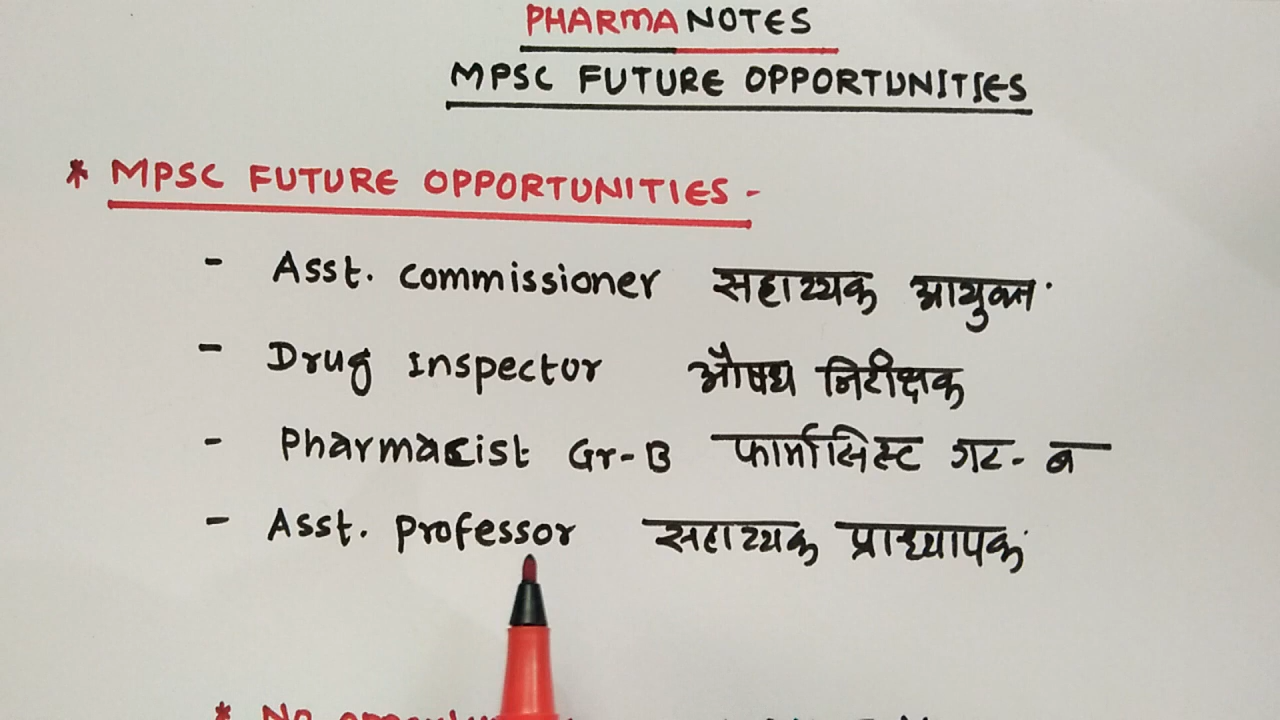 PHARMA NOTES
MPSC FUTURE OPPORTUNITIES
* MPSC FUTURE OPPORTUNITIES -
- Asst. Commissioner सहाय्यक आयुक्त.
- Drug Inspector औषध निरीक्षक
- Pharmacist Gr-B फार्मासिस्ट गट- ब
- Asst. Professor सहाय्यक प्राध्यापक
* No